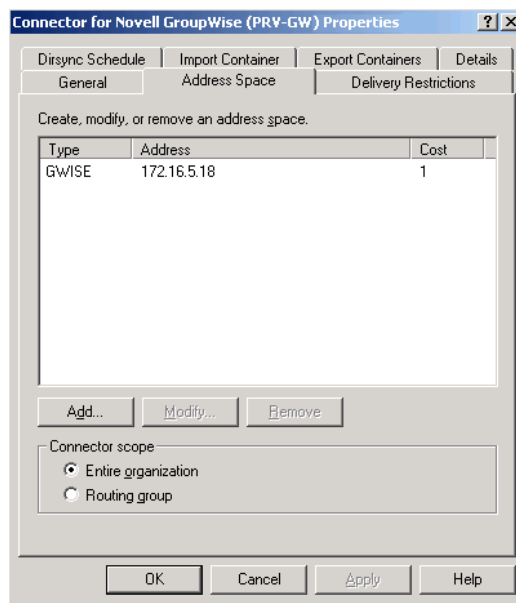 Connector for Novell GroupWise (PRV-GW) Properties ? X
Dirsync Schedule Import Container Export Containers Details
General Address Space Delivery Restrictions
Create, modify, or remove an address space.
Type Address Cost
GWISE 172.16.5.18 1
Add... Modify... Remove
Connector scope
Entire organization
Routing group
OK Cancel Apply Help